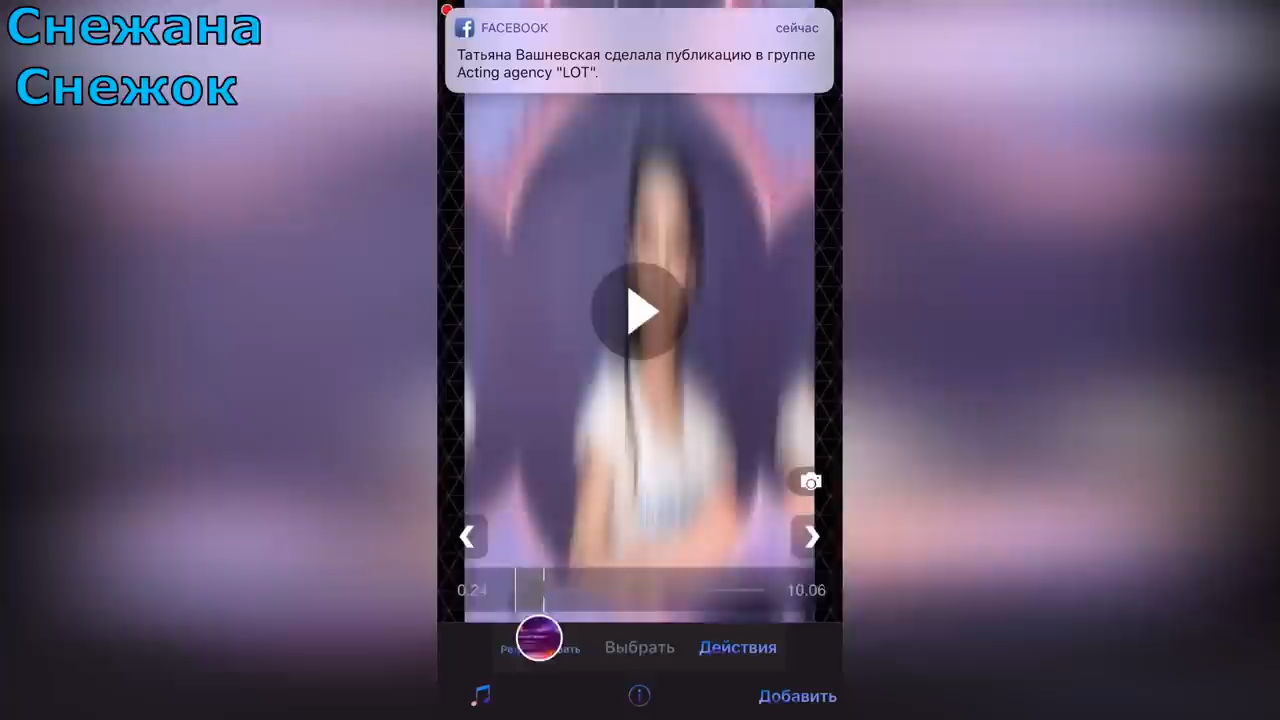 Снежана
Снежок
FACEBOOK
сейчас
Татьяна Вашневская сделала публикацию в группе
Acting agency "LOT".
0.24
10.06
Выбрать
Действия
Добавить